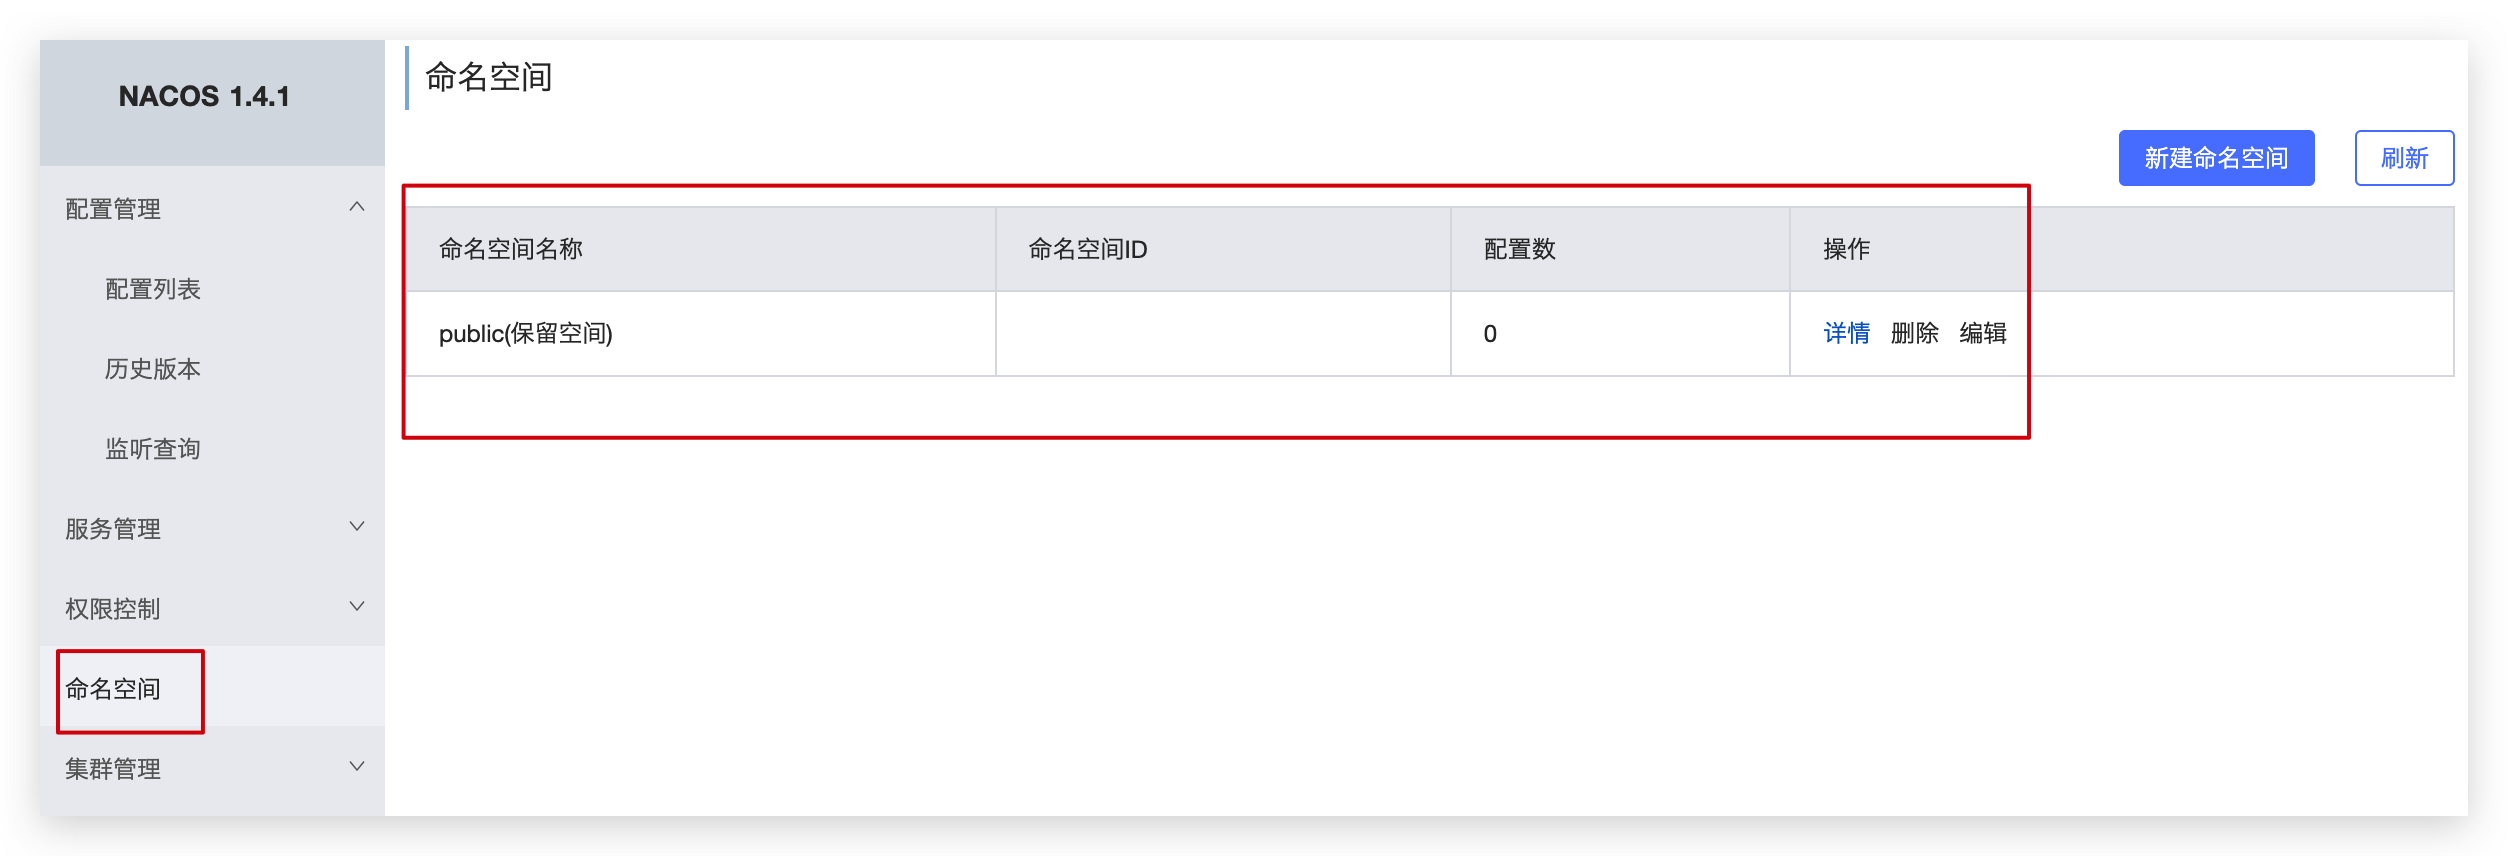 NACOS 1.4.1
配置管理
配置列表
历史版本
监听查询
服务管理
权限控制
命名空间
集群管理
命名空间
新建命名空间 刷新
命名空间名称 命名空间ID 配置数 操作
public(保留空间) 0 详情 删除 编辑